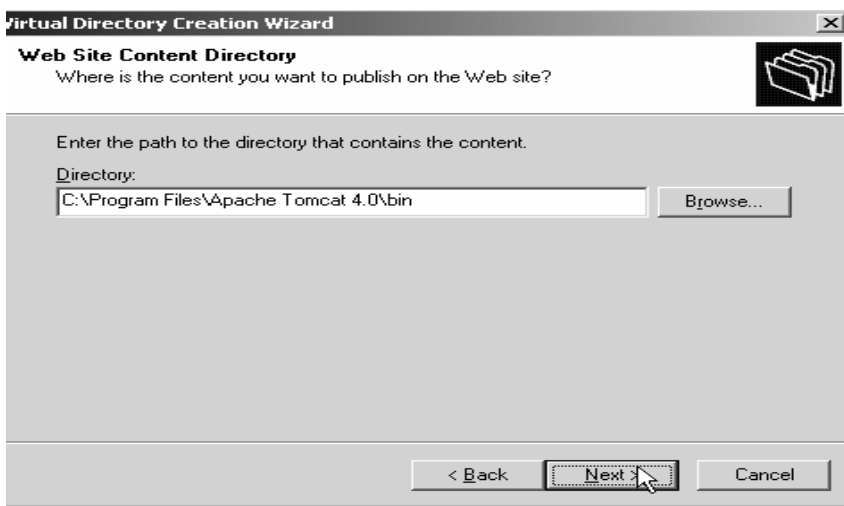 Virtual Directory Creation Wizard
Web Site Content Directory
Where is the content you want to publish on the Web site?
Enter the path to the directory that contains the content.
Directory:
C:\Program Files\Apache Tomcat 4.0\bin
Browse...
< Back
Next >
Cancel